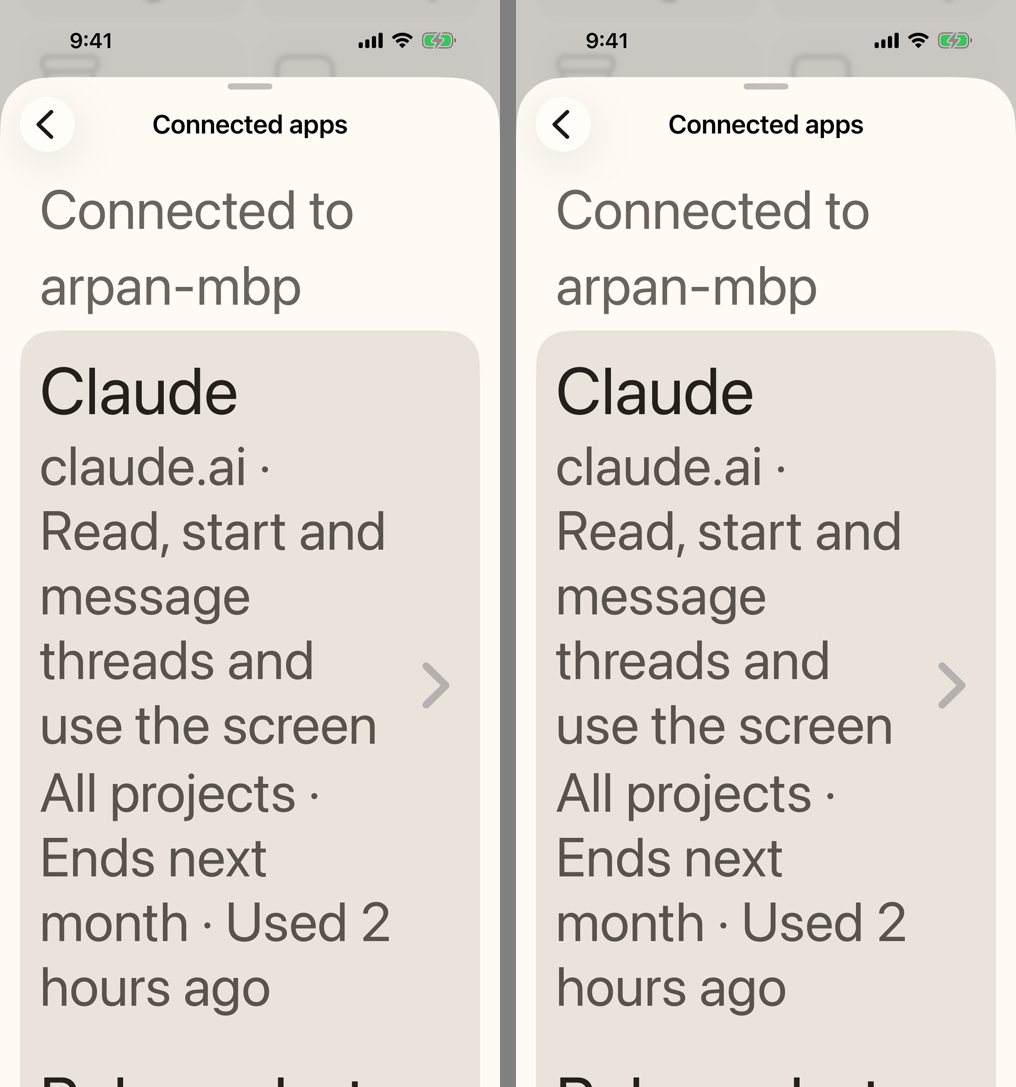 9:41
Connected apps
Connected to
arpan-mbp
Claude
claude.ai ·
Read, start and
message
threads and
use the screen
All projects ·
Ends next
month · Used 2
hours ago
9:41
Connected apps
Connected to
arpan-mbp
Claude
claude.ai ·
Read, start and
message
threads and
use the screen
All projects ·
Ends next
month · Used 2
hours ago